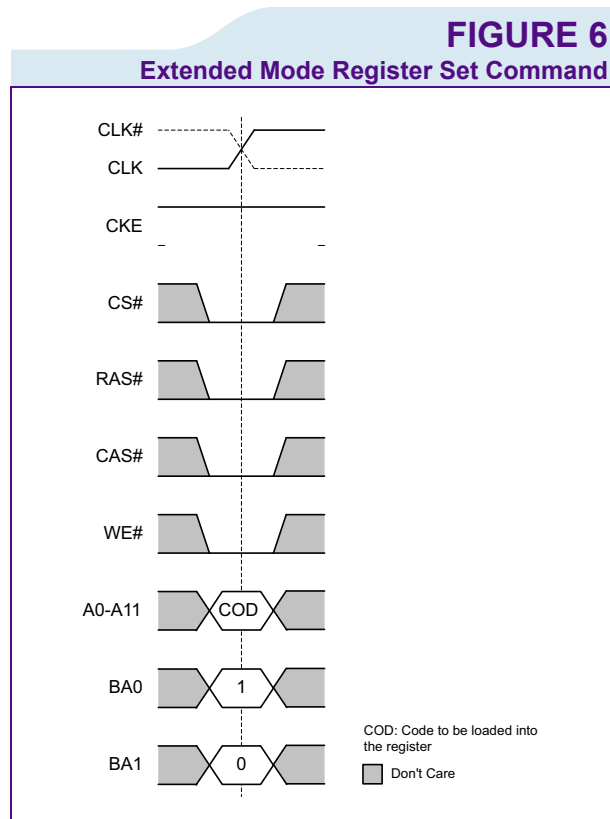 FIGURE 6
Extended Mode Register Set Command
CLK#
CLK
CKE
CS#
RAS#
CAS#
WE#
A0-A11
COD
BA0
1
BA1
0
COD: Code to be loaded into
the register
Don't Care